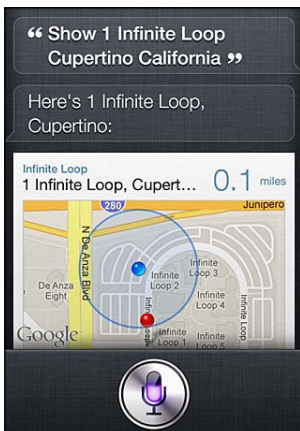 “ Show 1 Infinite Loop
Cupertino California ”
Here's 1 Infinite Loop,
Cupertino:
Infinite Loop
1 Infinite Loop, Cupert... 0.1 miles
280
Junipero
N De Anza Blvd
De Anza
Eight
Infinite
Loop 3
Infinite
Loop 2
Infinite
Loop 4
Infinite Loop
Infinite
Loop 1
Infinite
Loop 5
Google